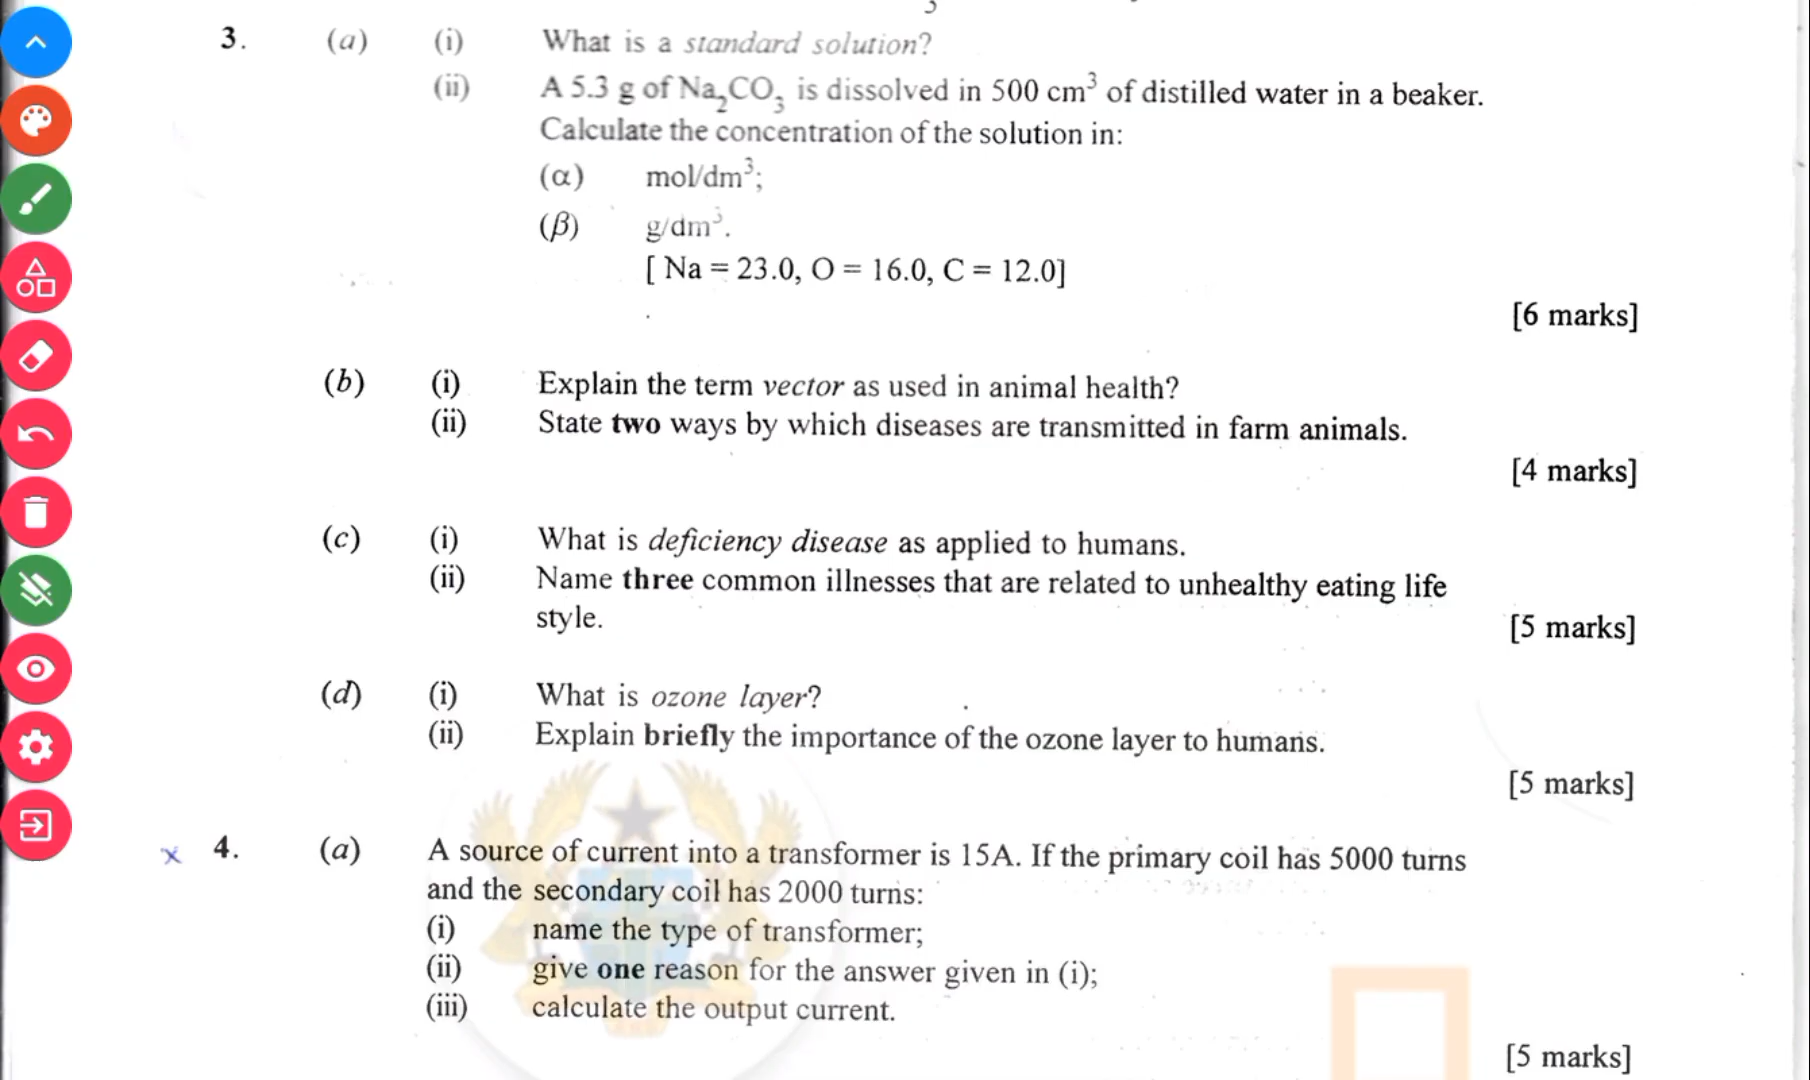 3. (a) (i) What is a standard solution?
(ii) A 5.3 g of Na₂CO₃ is dissolved in 500 cm³ of distilled water in a beaker.
Calculate the concentration of the solution in:
(α) mol/dm³;
(β) g/dm³.
[ Na = 23.0, O = 16.0, C = 12.0]
[6 marks]
(b) (i) Explain the term vector as used in animal health?
(ii) State two ways by which diseases are transmitted in farm animals.
[4 marks]
(c) (i) What is deficiency disease as applied to humans.
(ii) Name three common illnesses that are related to unhealthy eating life
style.
[5 marks]
(d) (i) What is ozone layer?
(ii) Explain briefly the importance of the ozone layer to humans.
[5 marks]
x 4. (a) A source of current into a transformer is 15A. If the primary coil has 5000 turns
and the secondary coil has 2000 turns:
(i) name the type of transformer;
(ii) give one reason for the answer given in (i);
(iii) calculate the output current.
[5 marks]